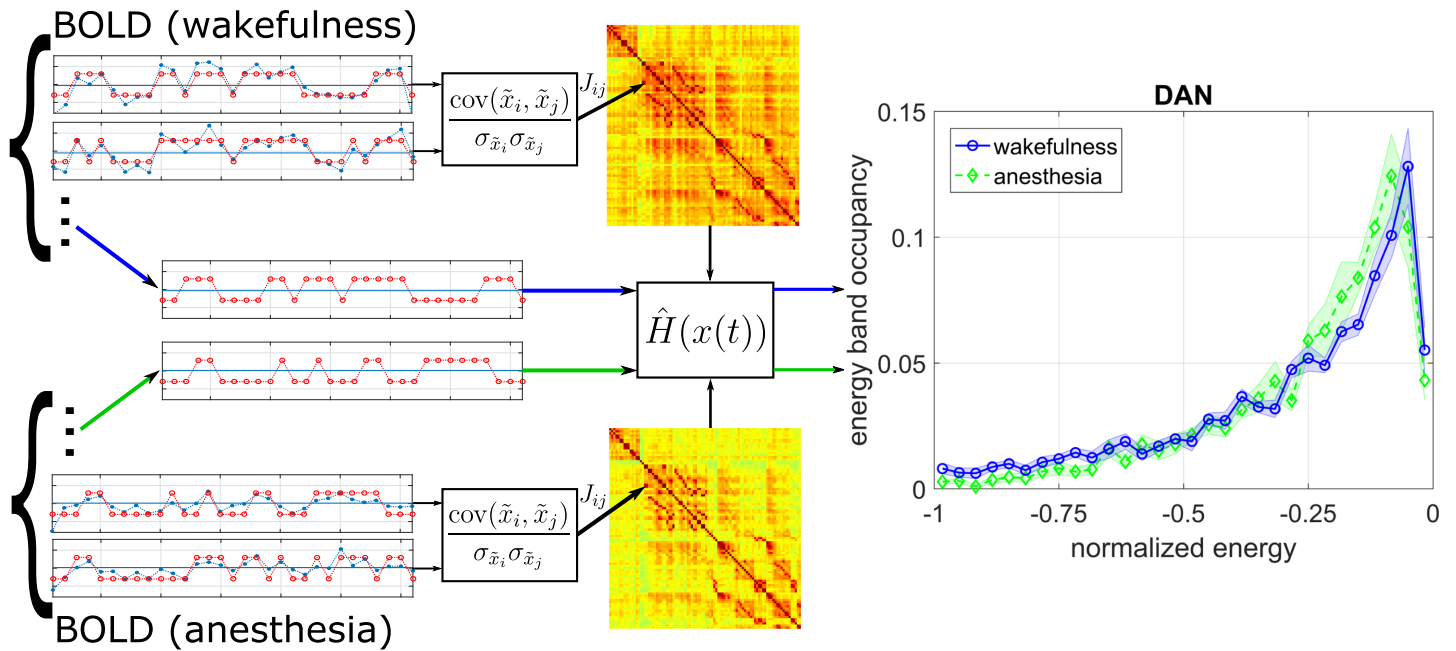 BOLD (wakefulness)
cov(x̃ᵢ, x̃ⱼ)
σx̃ᵢ σx̃ⱼ
Jᵢⱼ
Ĥ(x(t))
cov(x̃ᵢ, x̃ⱼ)
σx̃ᵢ σx̃ⱼ
Jᵢⱼ
BOLD (anesthesia)
DAN
wakefulness
anesthesia
energy band occupancy
0.15
0.1
0.05
0
-1
-0.75
-0.5
-0.25
0
normalized energy